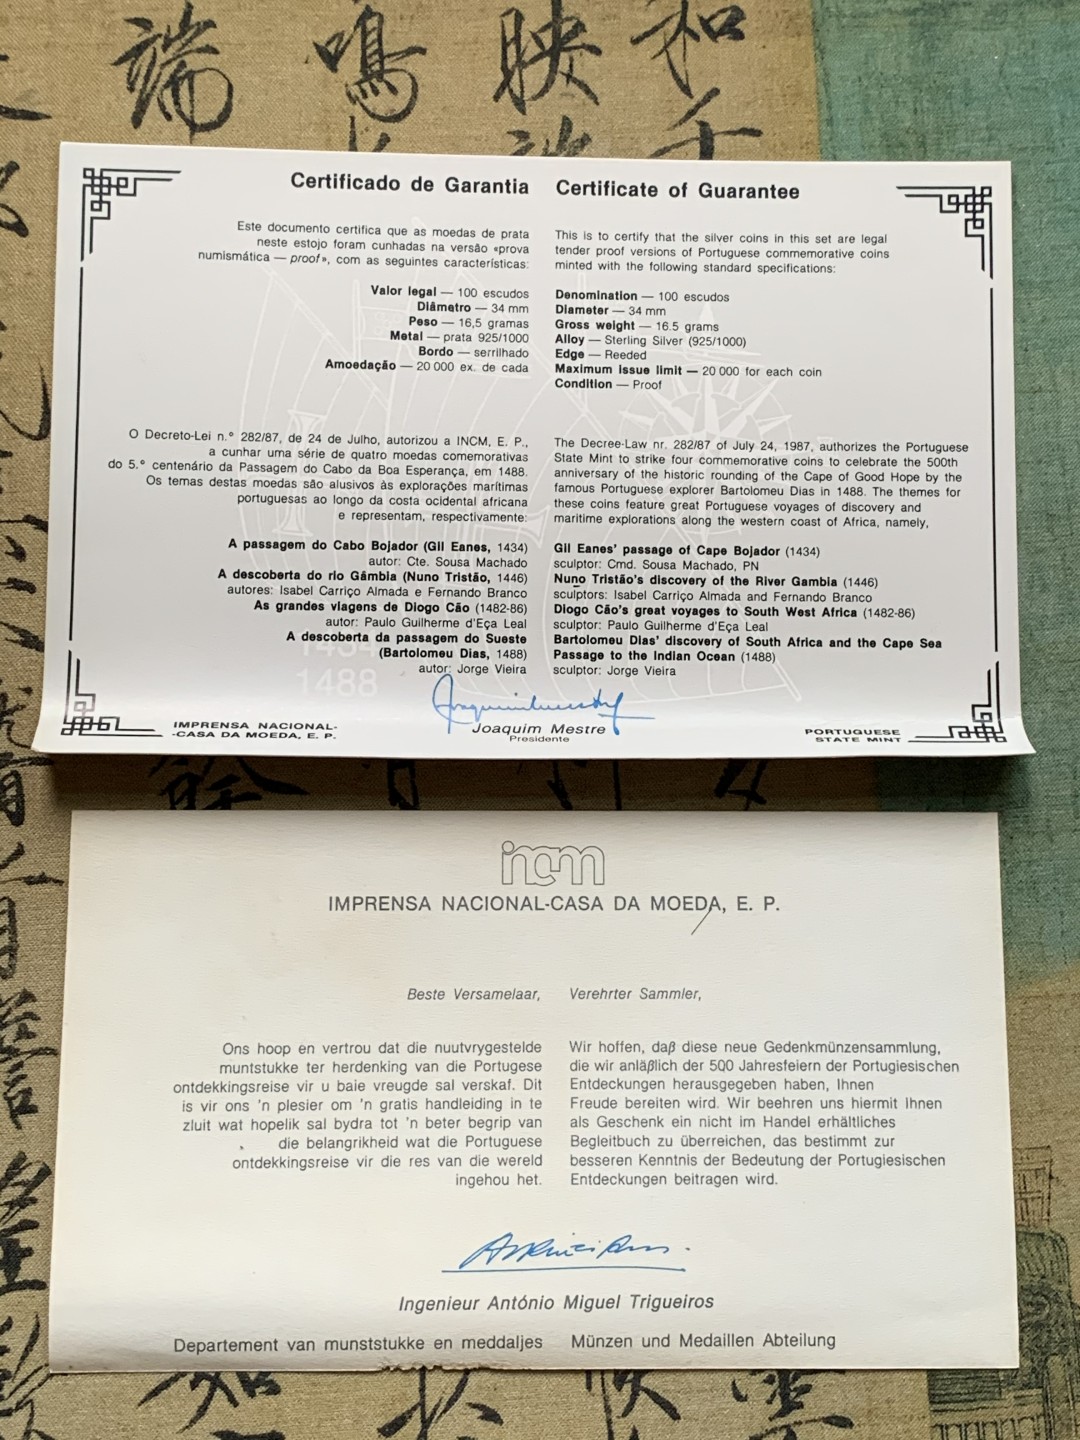 端 鳴 映 和
Certificado de Garantia
Este documento certifica que as moedas de prata
neste estojo foram cunhadas na versão «prova
numismática — proof», com as seguintes características:
Valor legal — 100 escudos
Diâmetro — 34 mm
Peso — 16,5 gramas
Metal — prata 925/1000
Bordo — serrilhado
Amoedação — 20 000 ex. de cada
O Decreto-Lei n.º 282/87, de 24 de Julho, autorizou a INCM, E. P.,
a cunhar uma série de quatro moedas comemorativas
do 5.º centenário da Passagem do Cabo da Boa Esperança, em 1488.
Os temas destas moedas são alusivos às explorações marítimas
portuguesas ao longo da costa ocidental africana
e representam, respectivamente:
A passagem do Cabo Bojador (Gil Eanes, 1434)
autor: Cte. Sousa Machado
A descoberta do rio Gâmbia (Nuno Tristão, 1446)
autores: Isabel Carriço Almada e Fernando Branco
As grandes viagens de Diogo Cão (1482-86)
autor: Paulo Guilherme d'Eça Leal
A descoberta da passagem do Sueste
(Bartolomeu Dias, 1488)
autor: Jorge Vieira
Certificate of Guarantee
This is to certify that the silver coins in this set are legal
tender proof versions of Portuguese commemorative coins
minted with the following standard specifications:
Denomination — 100 escudos
Diameter — 34 mm
Gross weight — 16.5 grams
Alloy — Sterling Silver (925/1000)
Edge — Reeded
Maximum issue limit — 20 000 for each coin
Condition — Proof
The Decree-Law nr. 282/87 of July 24, 1987, authorizes the Portuguese
State Mint to strike four commemorative coins to celebrate the 500th
anniversary of the historic rounding of the Cape of Good Hope by the
famous Portuguese explorer Bartolomeu Dias in 1488. The themes for
these coins feature great Portuguese voyages of discovery and
maritime explorations along the western coast of Africa, namely,
Gil Eanes' passage of Cape Bojador (1434)
sculptor: Cmd. Sousa Machado, PN
Nuno Tristão's discovery of the River Gambia (1446)
sculptors: Isabel Carriço Almada and Fernando Branco
Diogo Cão's great voyages to South West Africa (1482-86)
sculptor: Paulo Guilherme d'Eça Leal
Bartolomeu Dias' discovery of South Africa and the Cape Sea
Passage to the Indian Ocean (1488)
sculptor: Jorge Vieira
1434
1488
Joaquim Mestre
Presidente
IMPRENSA NACIONAL-
-CASA DA MOEDA, E. P.
PORTUGUESE
STATE MINT
incm
IMPRENSA NACIONAL-CASA DA MOEDA, E. P.
Beste Versamelaar,
Ons hoop en vertrou dat die nuutvrygestelde
muntstukke ter herdenking van die Portugese
ontdekkingsreise vir u baie vreugde sal verskaf. Dit
is vir ons 'n plesier om 'n gratis handleiding in te
zluit wat hopelik sal bydra tot 'n beter begrip van
die belangrikheid wat die Portuguese
ontdekkingsreise vir die res van die wereld
ingehou het.
Verehrter Sammler,
Wir hoffen, daß diese neue Gedenkmünzensammlung,
die wir anläßlich der 500 Jahresfeiern der Portugiesischen
Entdeckungen herausgegeben haben, Ihnen
Freude bereiten wird. Wir beehren uns hiermit Ihnen
als Geschenk ein nicht im Handel erhältliches
Begleitbuch zu überreichen, das bestimmt zur
besseren Kenntnis der Bedeutung der Portugiesischen
Entdeckungen beitragen wird.
Ingenieur António Miguel Trigueiros
Departement van munststukke en meddaljes
Münzen und Medaillen Abteilung